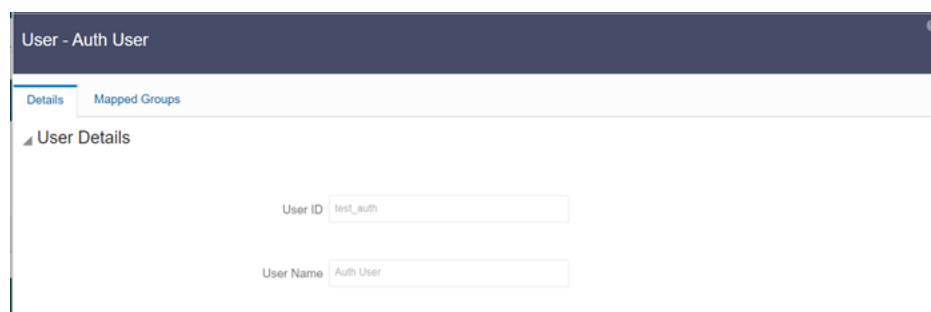 User - Auth User
Details Mapped Groups
User Details
User ID test_auth
User Name Auth User